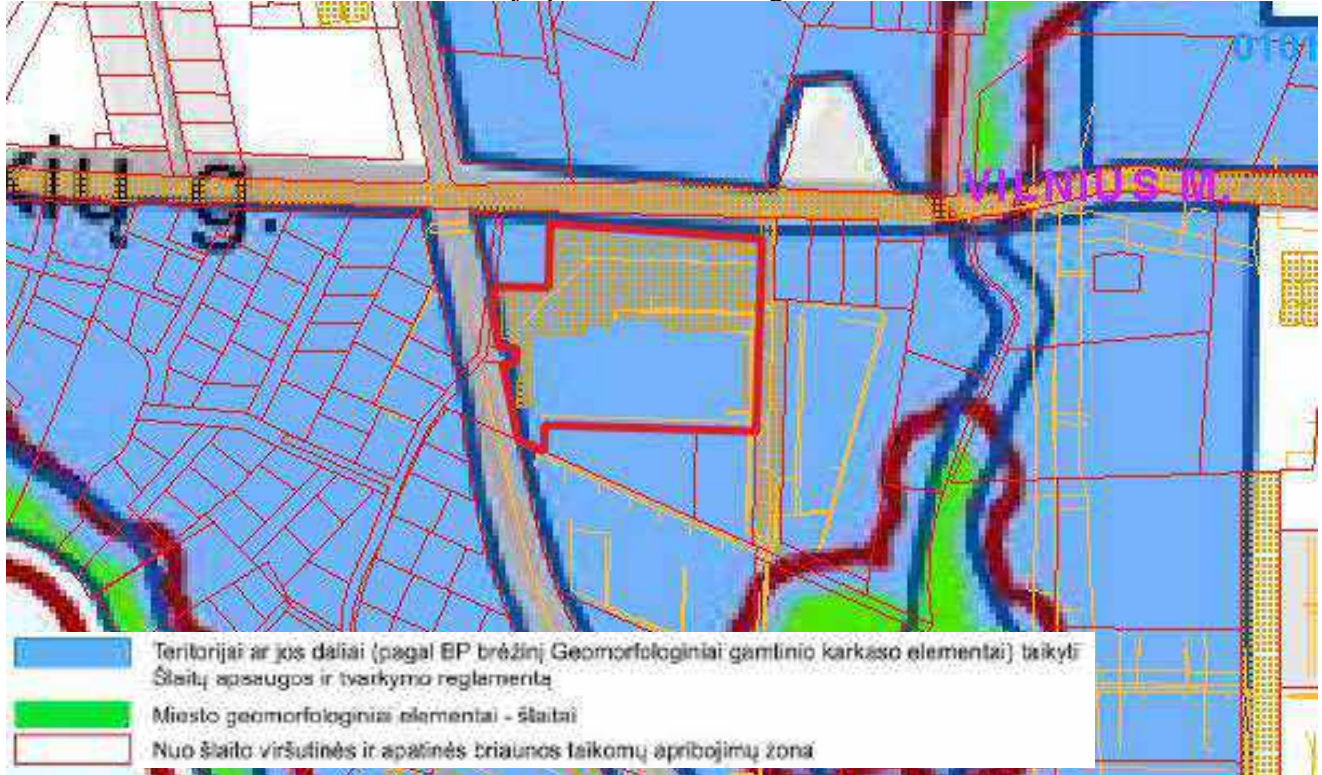 0101
VILNIUS M.
g.
Teritorijai ar jos daliai (pagal BP brėžinį Geomorfologiniai gamtinio karkaso elementai) taikyti
Šlaitų apsaugos ir tvarkymo reglamentą
Miesto geomorfologiniai elementai - šlaitai
Nuo šlaito viršutinės ir apatinės briaunos taikomų apribojimų zona